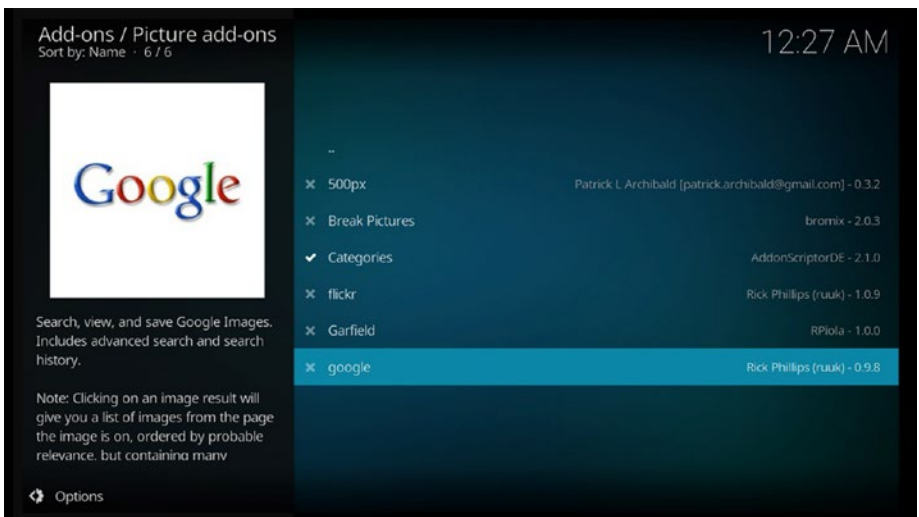 Add-ons / Picture add-ons
Sort by: Name · 6 / 6
12:27 AM
Google
..
500px Patrick L Archibald [patrick.archibald@gmail.com] - 0.3.2
Break Pictures bromix - 2.0.3
Categories AddonScriptorDE - 2.1.0
flickr Rick Phillips (ruuk) - 1.0.9
Garfield RPiola - 1.0.0
google Rick Phillips (ruuk) - 0.9.8
Search, view, and save Google Images.
Includes advanced search and search
history.
Note: Clicking on an image result will
give you a list of images from the page
the image is on, ordered by probable
relevance, but containing many
Options